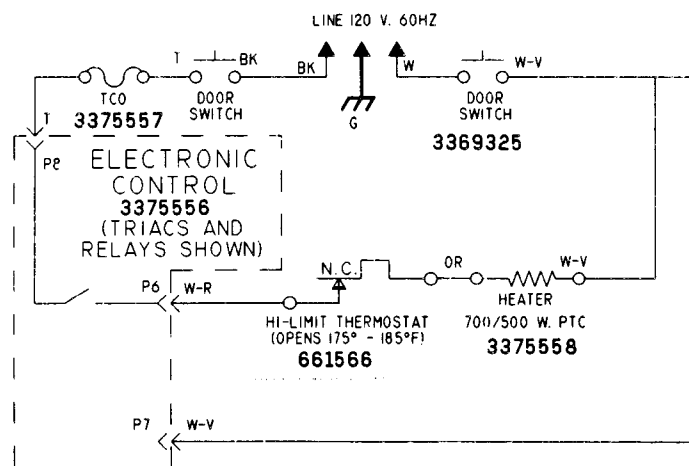 LINE 120 V. 60HZ
T
BK
BK
W
W-V
TCO
3375557
DOOR
SWITCH
G
DOOR
SWITCH
3369325
T
P8
ELECTRONIC
CONTROL
3375556
(TRIACS AND
RELAYS SHOWN)
N.C.
OR
W-V
P6
W-R
HEATER
HI-LIMIT THERMOSTAT
(OPENS 175° - 185°F)
661566
700/500 W. PTC
3375558
P7
W-V